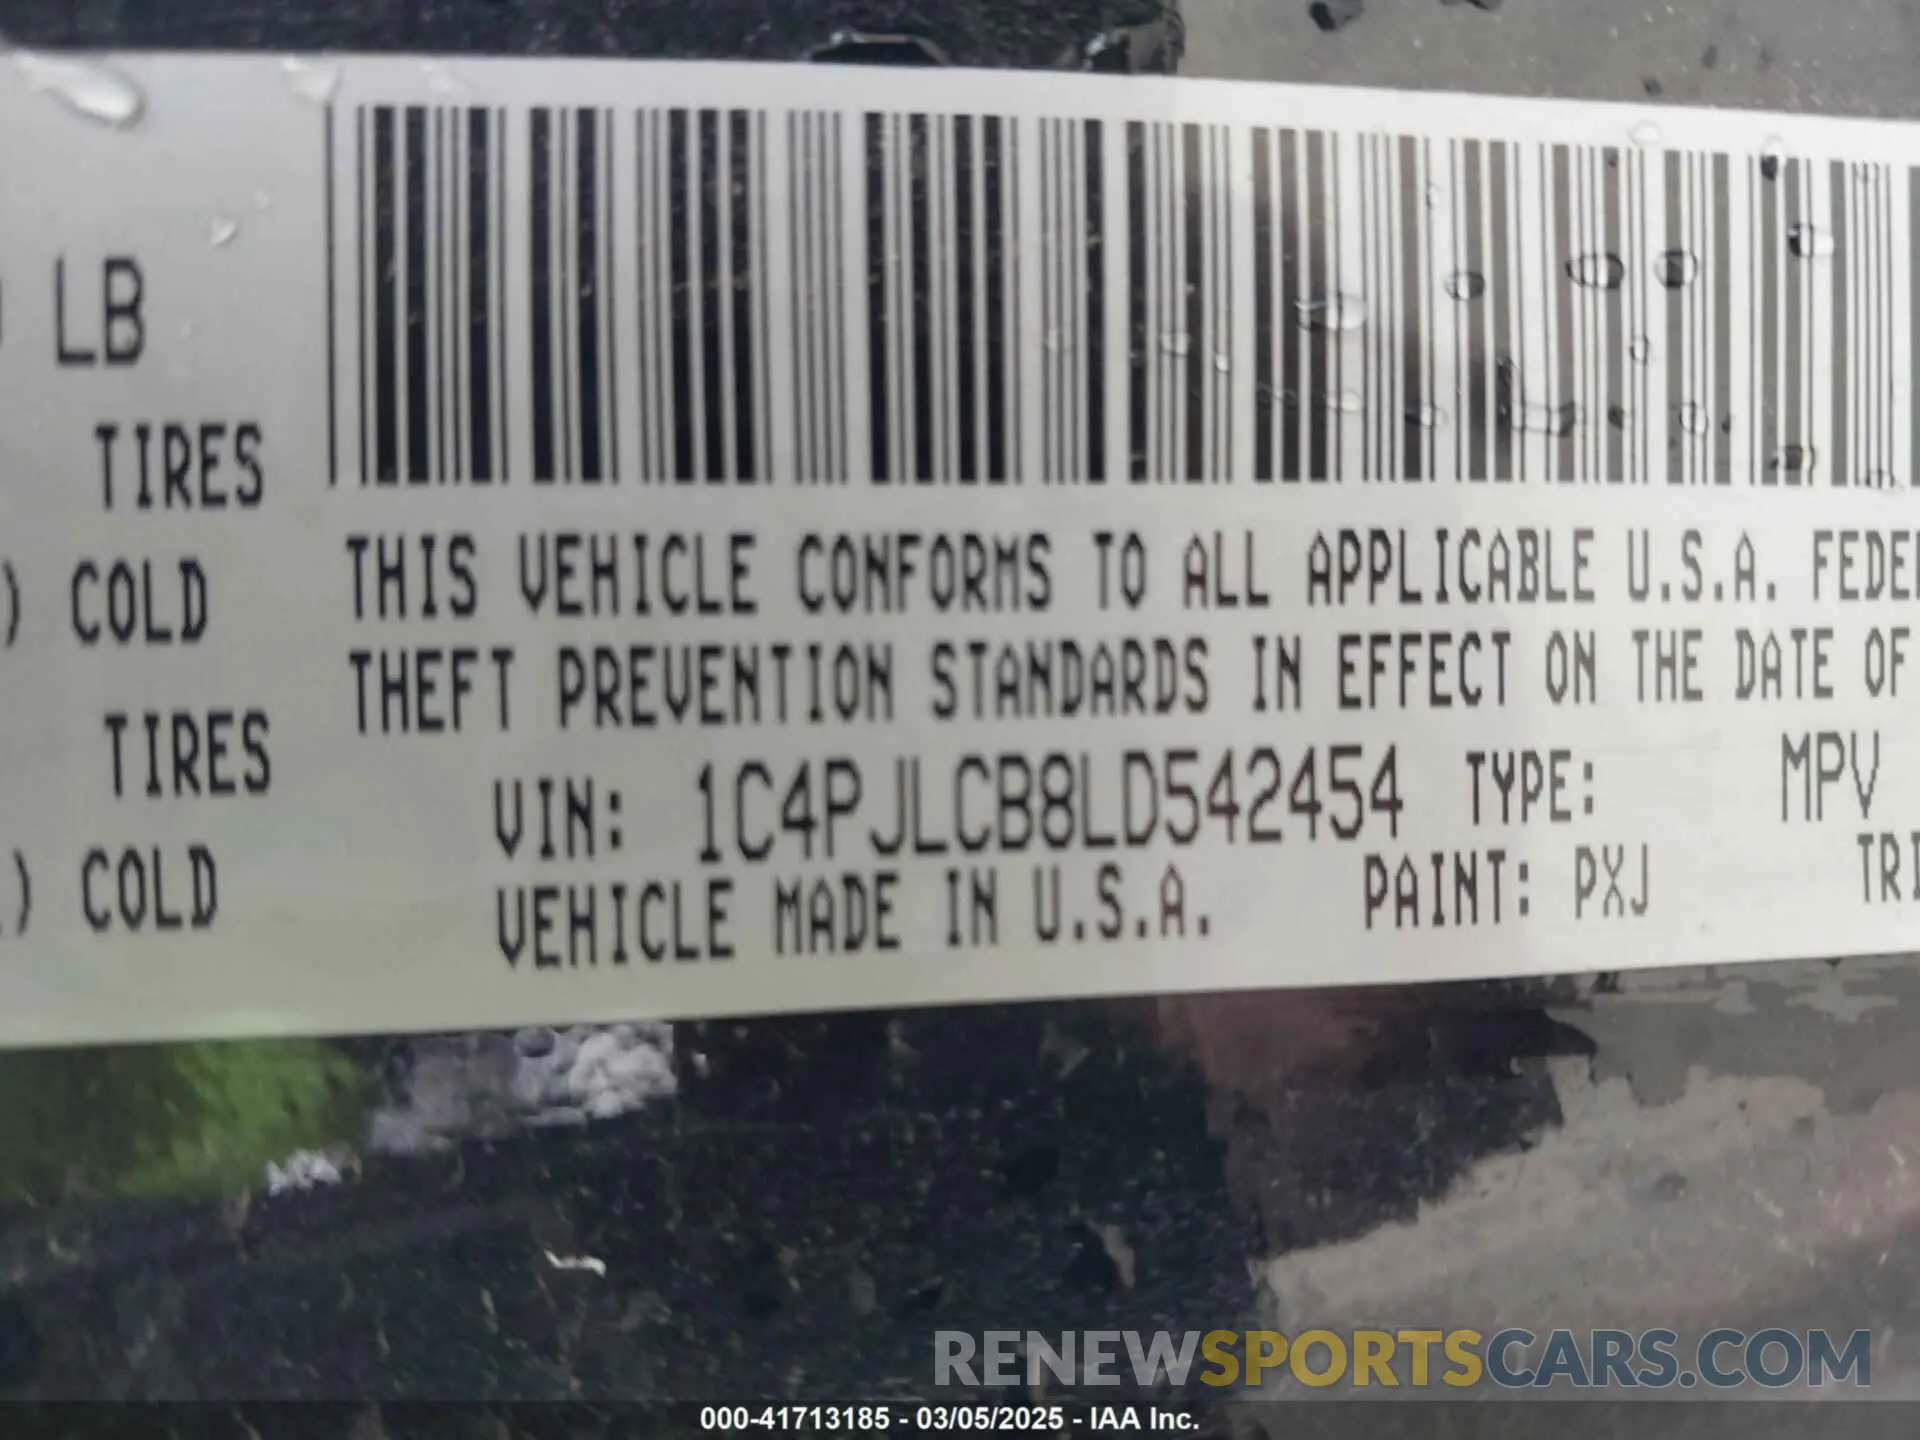 LB
TIRES
) COLD
TIRES
) COLD
THIS VEHICLE CONFORMS TO ALL APPLICABLE U.S.A.
THEFT PREVENTION STANDARDS IN EFFECT ON THE DATE OF
VIN: 1C4PJLCB8LD542454 TYPE: MPV
VEHICLE MADE IN U.S.A. PAINT: PXJ
RENEWSPORTSCARS.COM
000-41713185 - 03/05/2025 - IAA Inc.